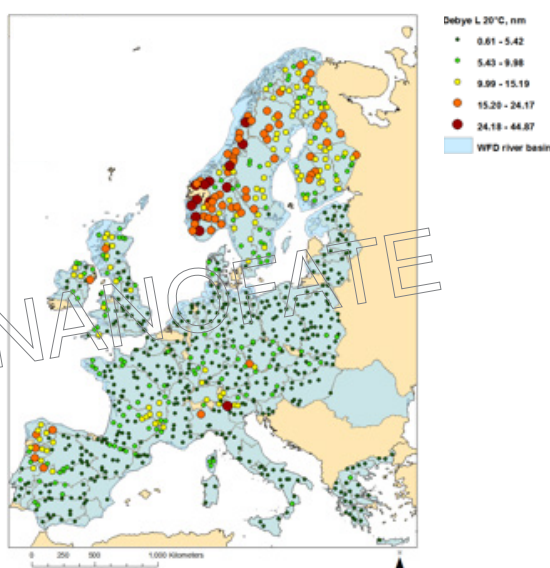 Debye L 20°C, nm
0.61 - 5.42
5.43 - 9.98
9.99 - 15.19
15.20 - 24.17
24.18 - 44.87
WFD river basin
NANOFATE
0 250 500 1,000 Kilometers